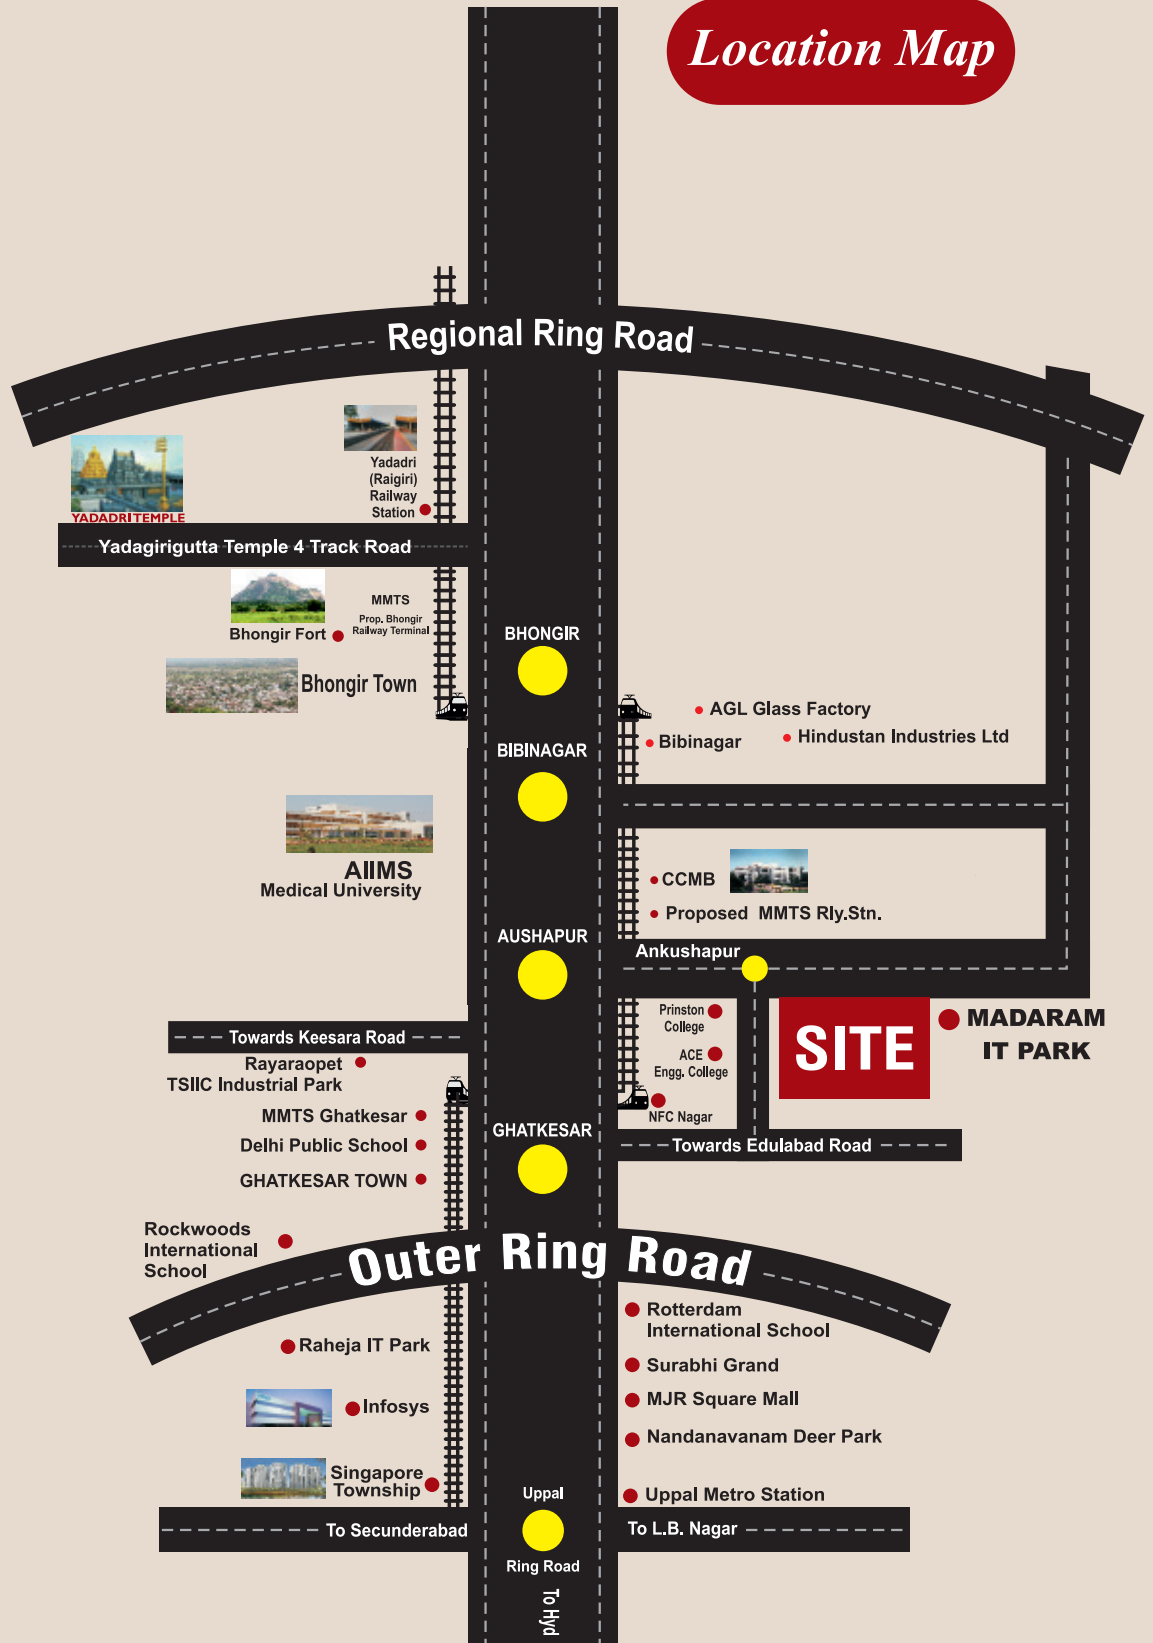 Location Map
Regional Ring Road
Yadadri
(Raigiri)
Railway
Station
YADADRI TEMPLE
Yadagirigutta Temple 4 Track Road
MMTS
Prop. Bhongir
Railway Terminal
Bhongir Fort
BHONGIR
Bhongir Town
AGL Glass Factory
Hindustan Industries Ltd
Bibinagar
BIBINAGAR
AIIMS
Medical University
CCMB
Proposed MMTS Rly.Stn.
AUSHAPUR
Ankushapur
Prinston
College
SITE
MADARAM
IT PARK
Towards Keesara Road
ACE
Engg. College
Rayaraopet
TSIIC Industrial Park
NFC Nagar
MMTS Ghatkesar
GHATKESAR
Delhi Public School
Towards Edulabad Road
GHATKESAR TOWN
Rockwoods
International
School
Outer Ring Road
Rotterdam
International School
Raheja IT Park
Surabhi Grand
MJR Square Mall
Infosys
Nandanavanam Deer Park
Singapore
Township
Uppal
Uppal Metro Station
To Secunderabad
To L.B. Nagar
Ring Road
To Hyd